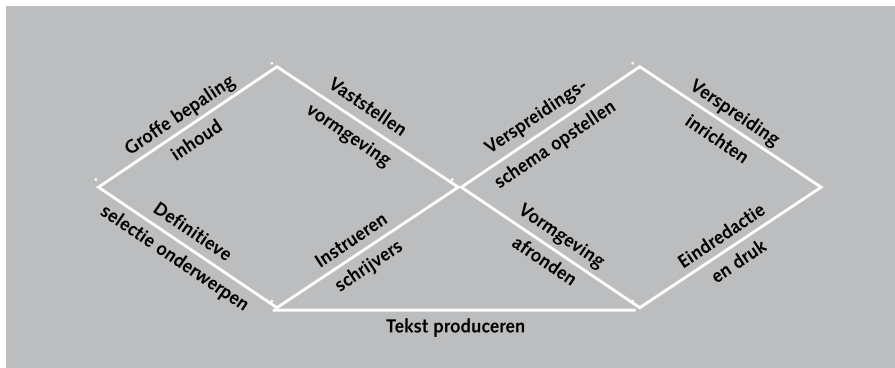 Groffe bepaling
inhoud
Vaststellen
vormgeving
Verspreidings-
schema opstellen
Verspreiding
inrichten
Definitieve
selectie onderwerpen
Instrueren
schrijvers
Vormgeving
afronden
Eindredactie
en druk
Tekst produceren